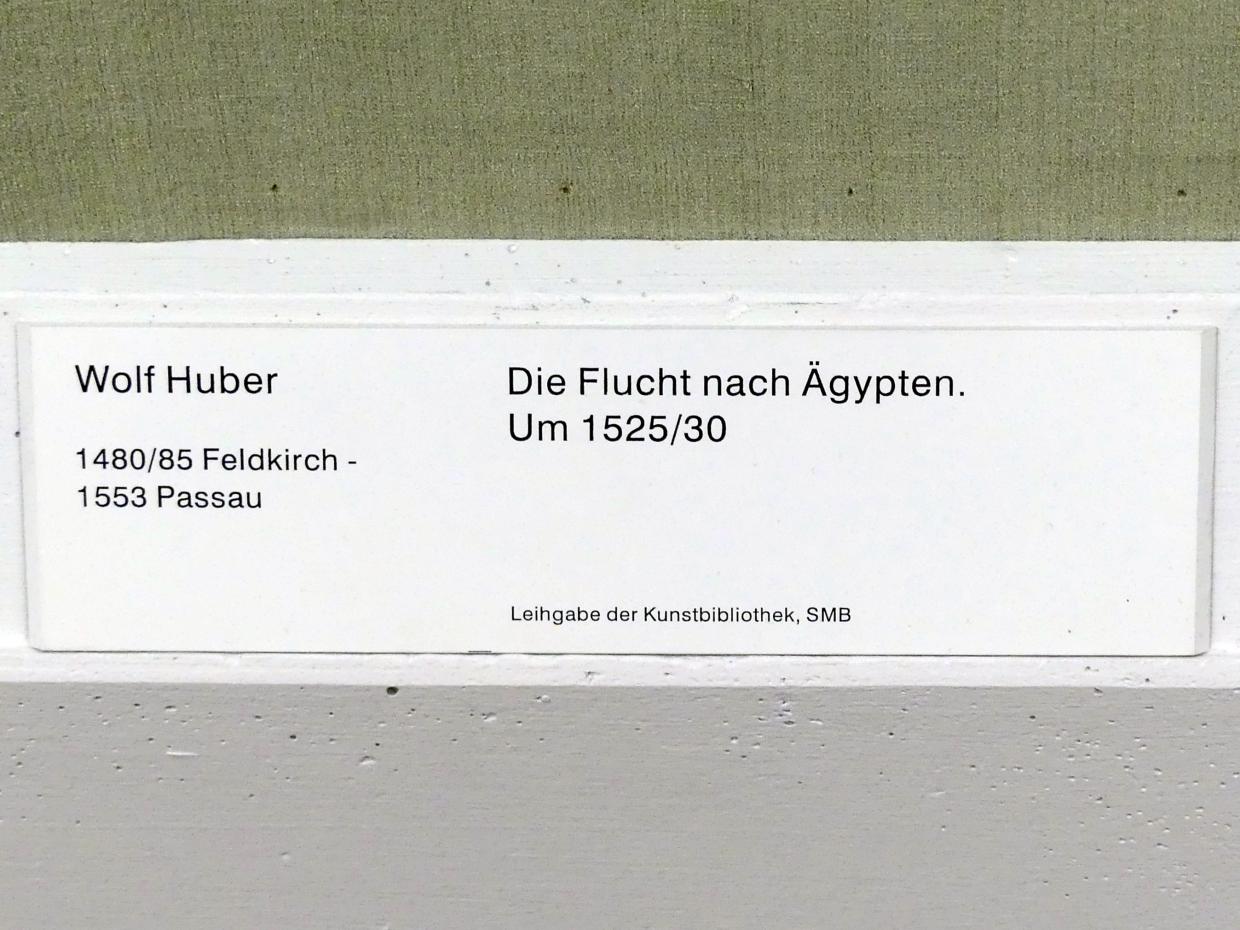 Wolf Huber
1480/85 Feldkirch -
1553 Passau
Die Flucht nach Ägypten.
Um 1525/30
Leihgabe der Kunstbibliothek, SMB